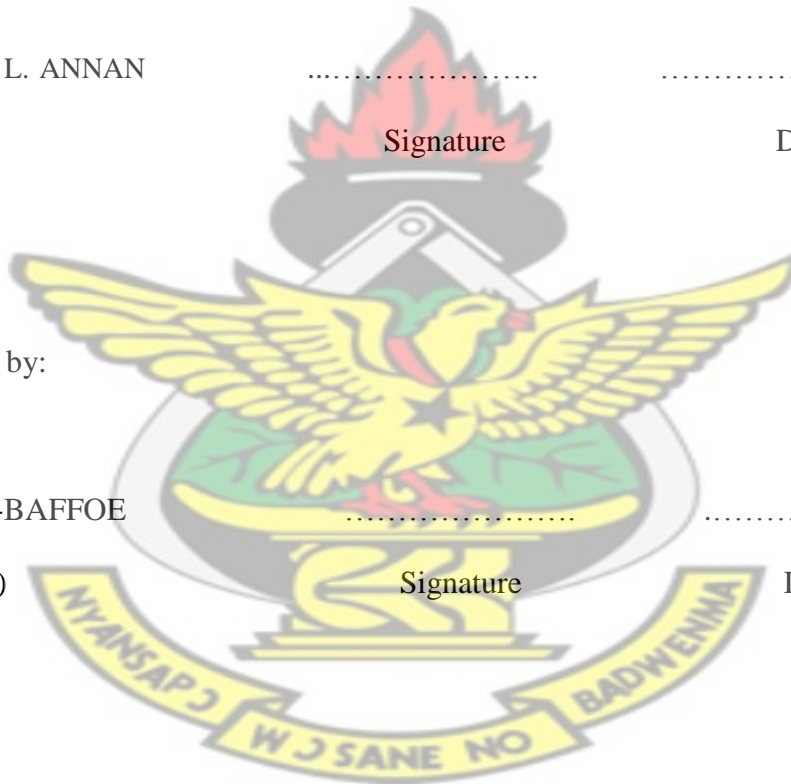 L. ANNAN ...……………….. …………
Signature D
by:
-BAFFOE …………………. .………
) Signature D
NYANSAPƆ
WƆSANE NO
BADWENMA